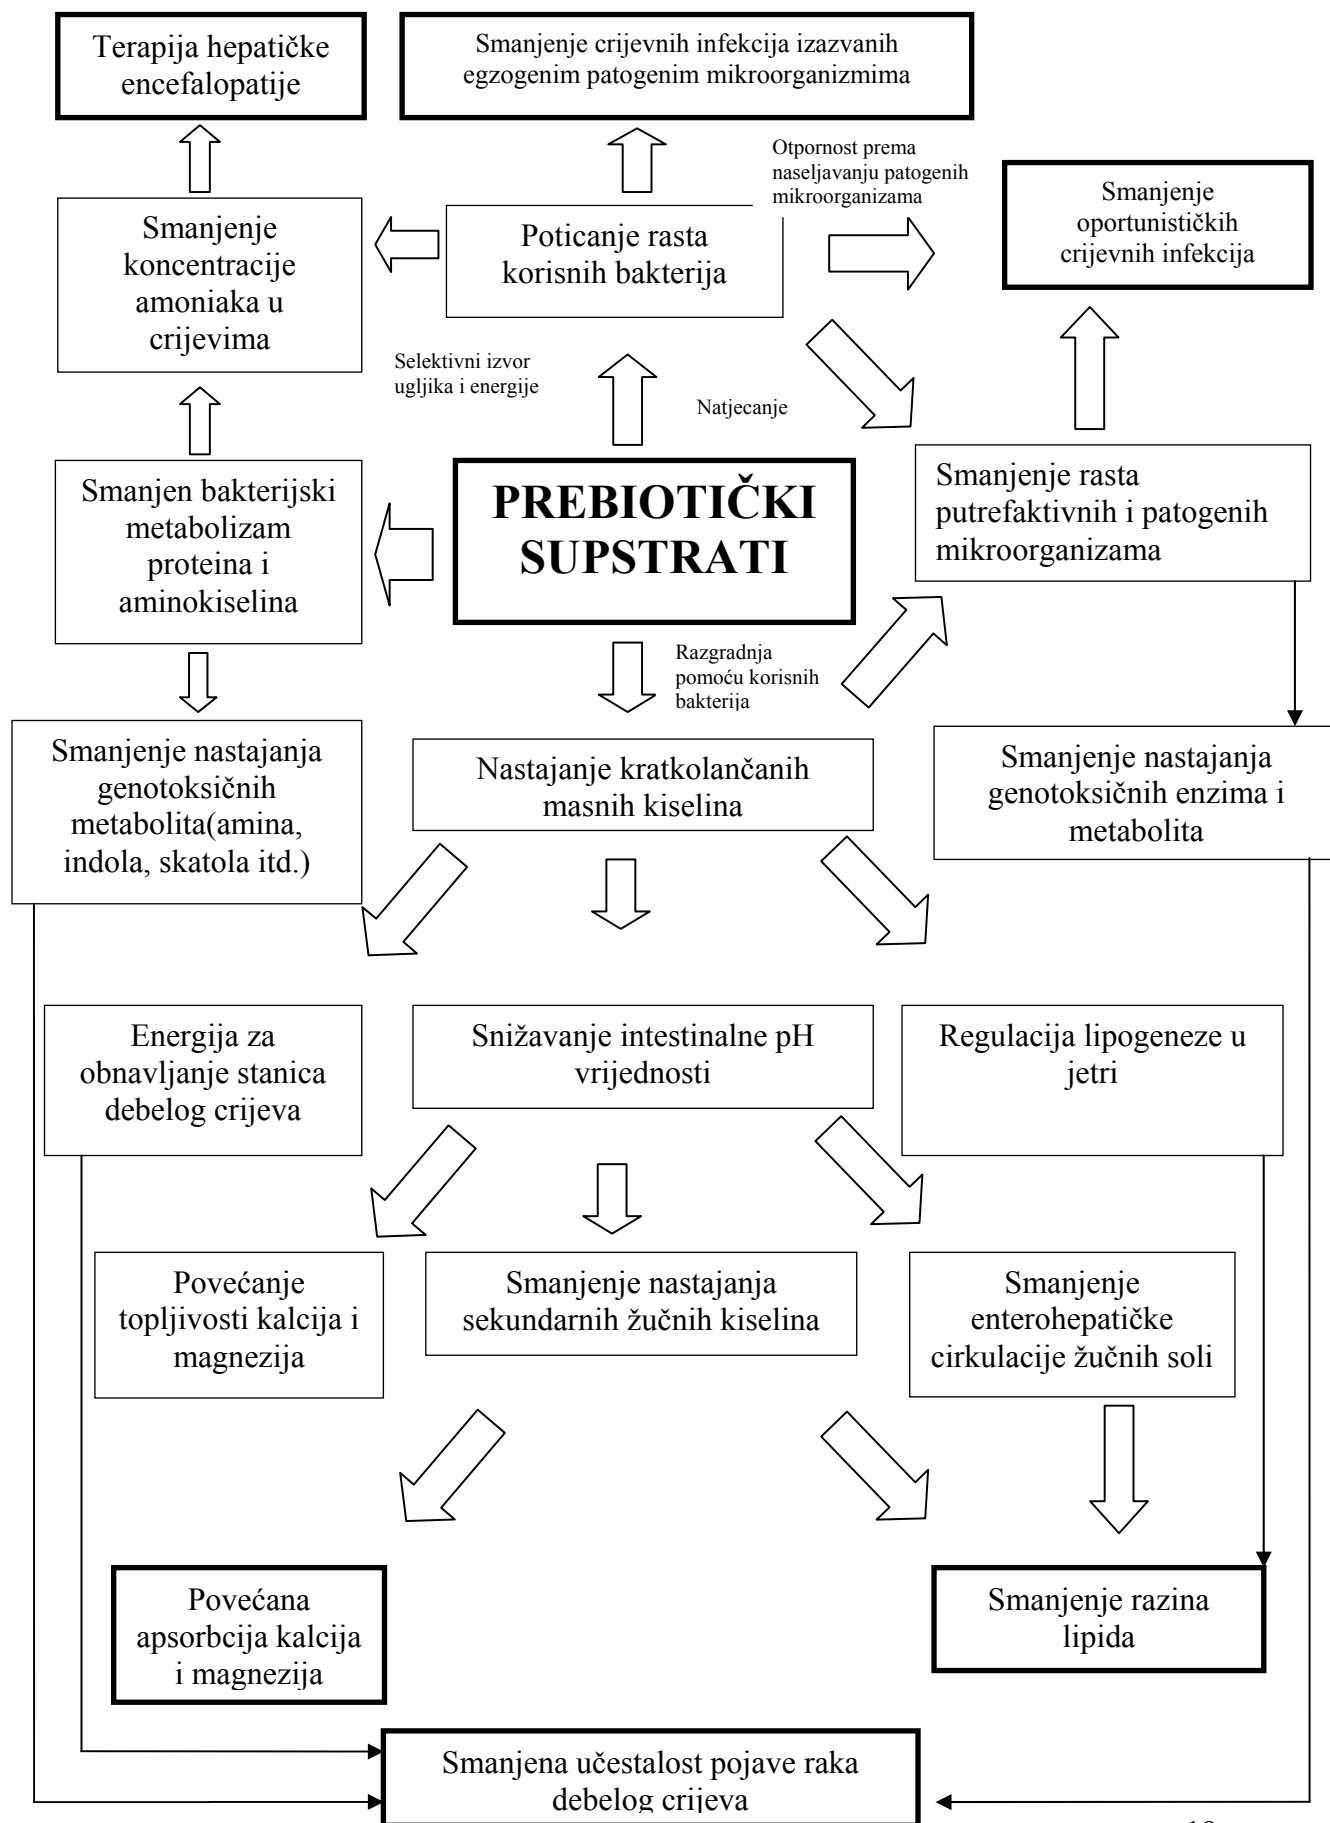 Terapija hepatičke
encefalopatije
Smanjenje crijevnih infekcija izazvanih
egzogenim patogenim mikroorganizmima
Otpornost prema
naseljavanju patogenih
mikroorganizama
Smanjenje
oportunističkih
crijevnih infekcija
Smanjenje
koncentracije
amoniaka u
crijevima
Poticanje rasta
korisnih bakterija
Selektivni izvor
ugljika i energije
Natjecanje
Smanjen bakterijski
metabolizam
proteina i
aminokiselina
PREBIOTIČKI
SUPSTRATI
Smanjenje rasta
putrefaktivnih i patogenih
mikroorganizama
Razgradnja
pomoću korisnih
bakterija
Smanjenje nastajanja
genotoksičnih
metabolita(amina,
indola, skatola itd.)
Nastajanje kratkolančanih
masnih kiselina
Smanjenje nastajanja
genotoksičnih enzima i
metabolita
Energija za
obnavljanje stanica
debelog crijeva
Snižavanje intestinalne pH
vrijednosti
Regulacija lipogeneze u
jetri
Povećanje
topljivosti kalcija i
magnezija
Smanjenje nastajanja
sekundarnih žučnih kiselina
Smanjenje
enterohepatičke
cirkulacije žučnih soli
Povećana
apsorbcija kalcija
i magnezija
Smanjenje razina
lipida
Smanjena učestalost pojave raka
debelog crijeva